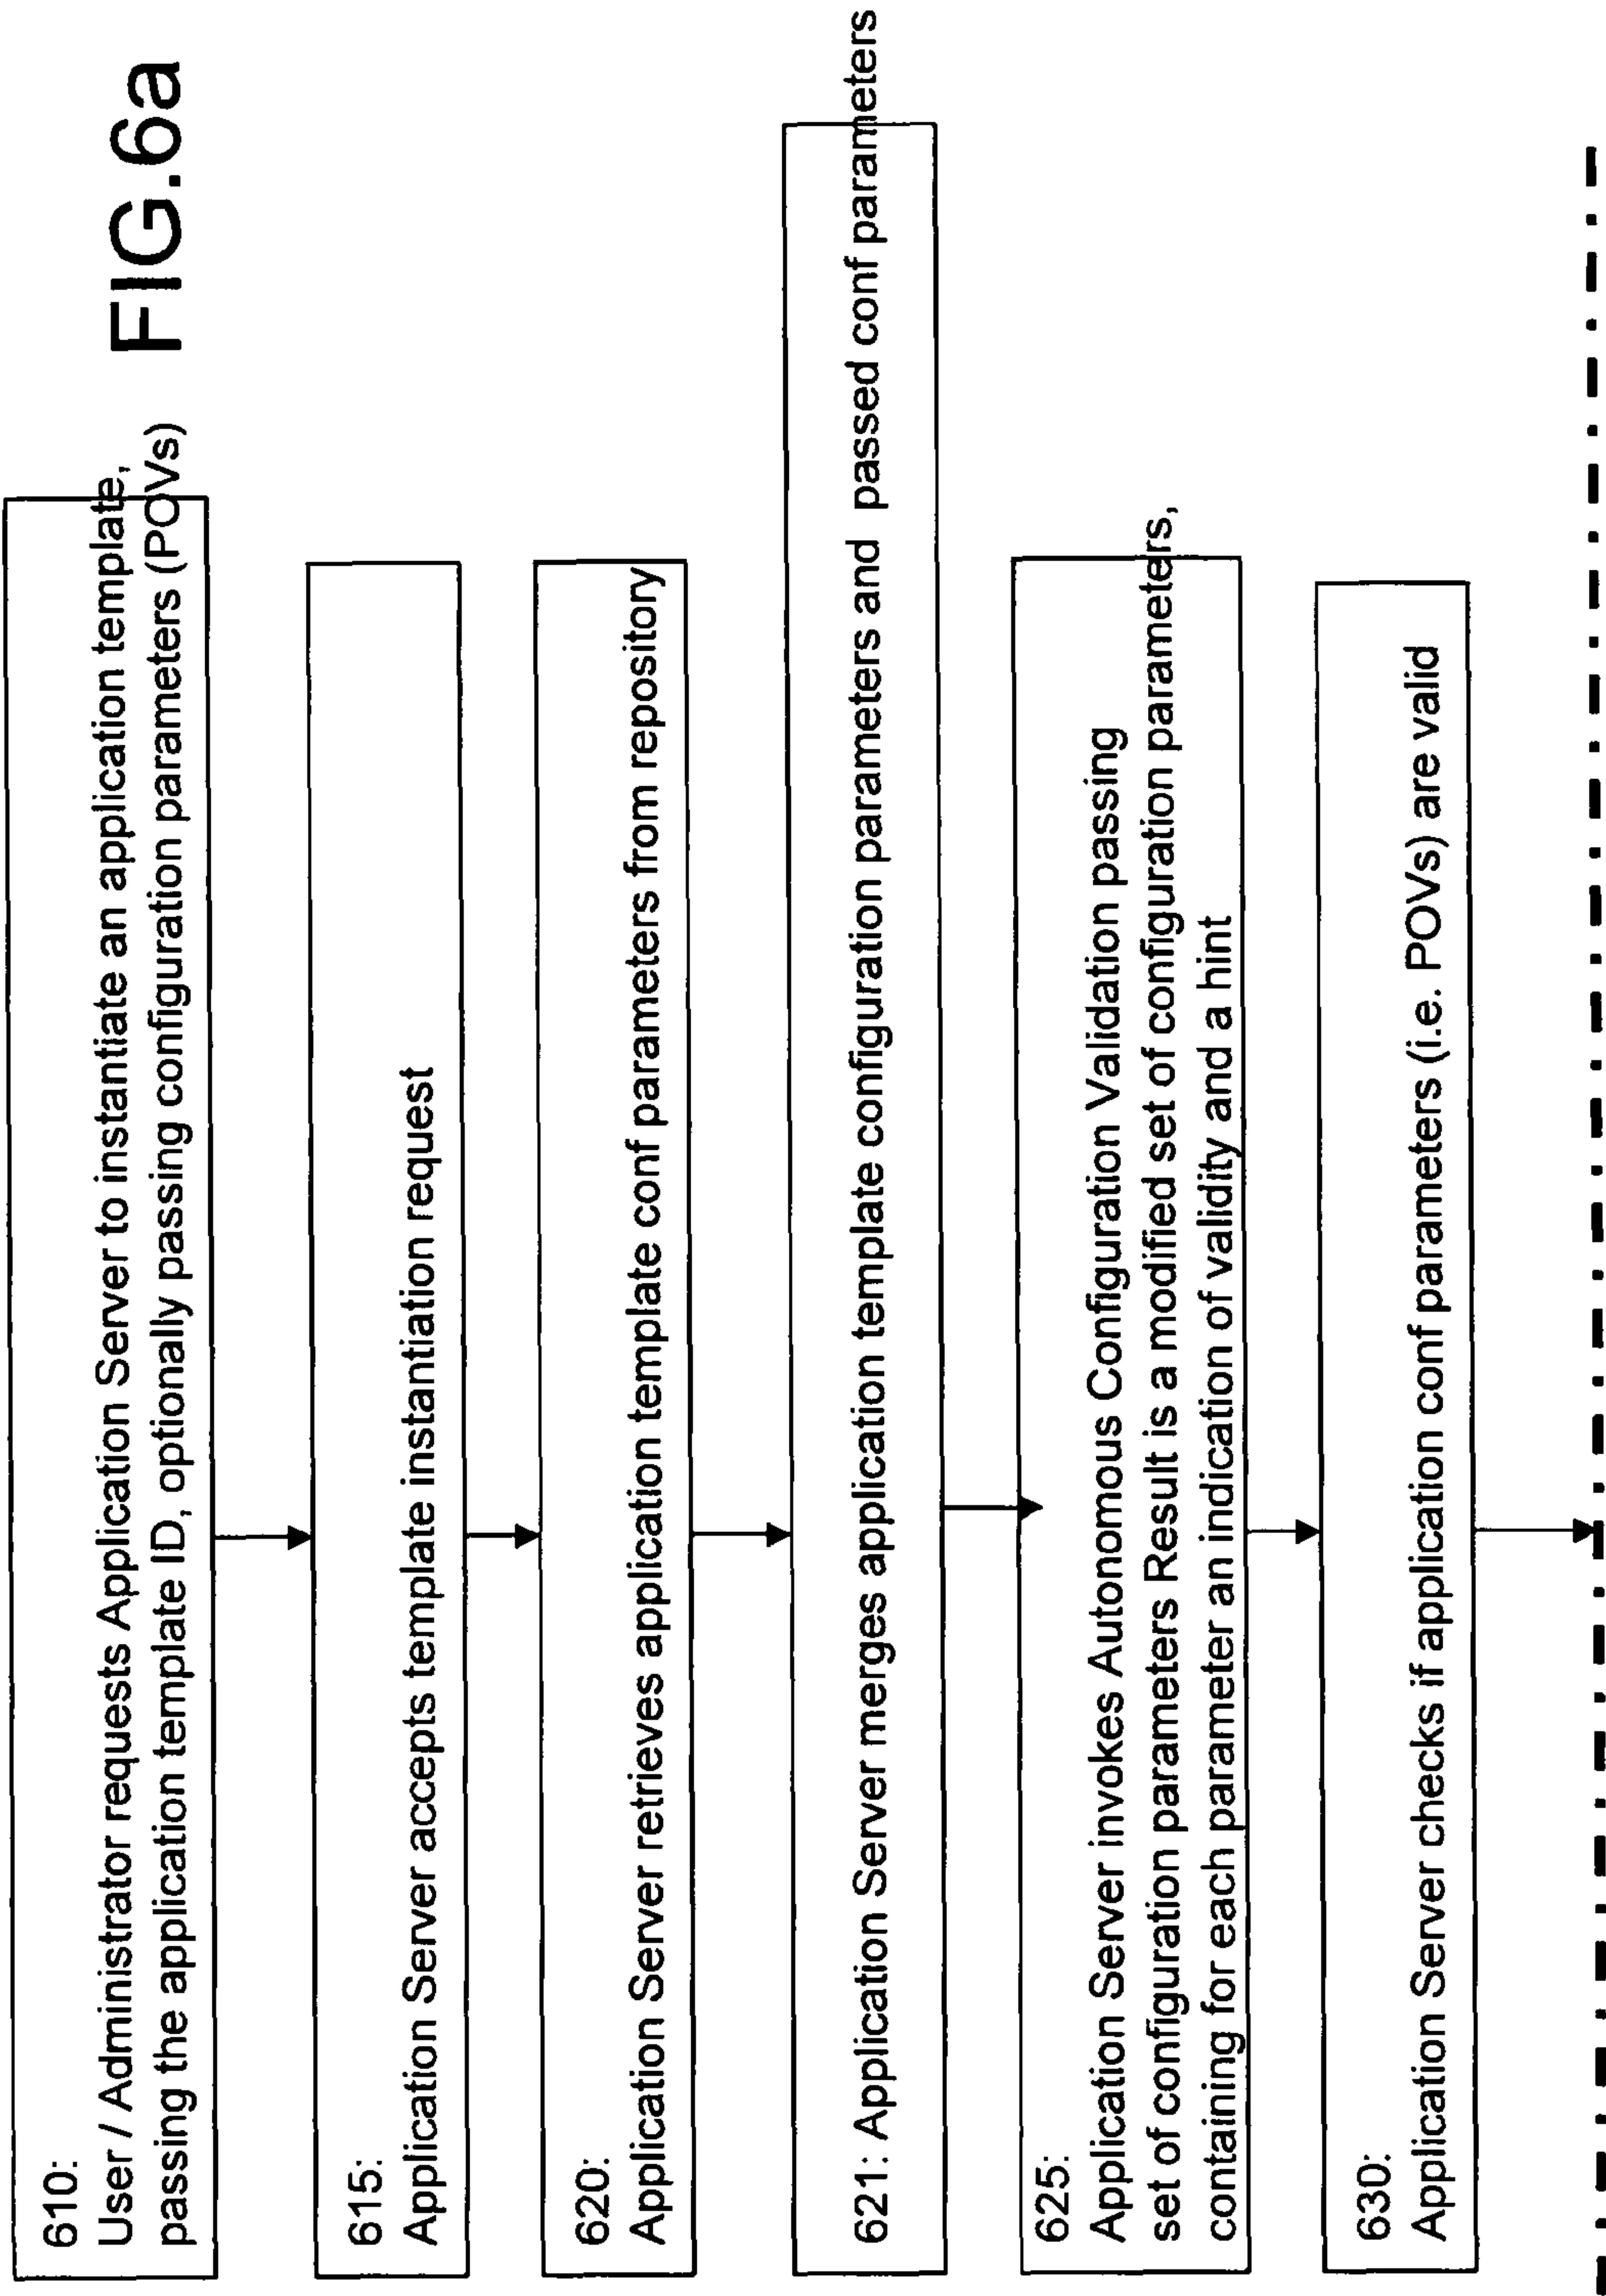 FIG.6a
610:
User / Administrator requests Application Server to instantiate an application template,
passing the application template ID, optionally passing configuration parameters (POVs)
615:
Application Server accepts template instantiation request
620:
Application Server retrieves application template conf parameters from repository
621: Application Server merges application template configuration parameters and passed conf parameters
625:
Application Server invokes Autonomous Configuration Validation passing
set of configuration parameters Result is a modified set of configuration parameters,
containing for each parameter an indication of validity and a hint
630:
Application Server checks if application conf parameters (i.e. POVs) are valid